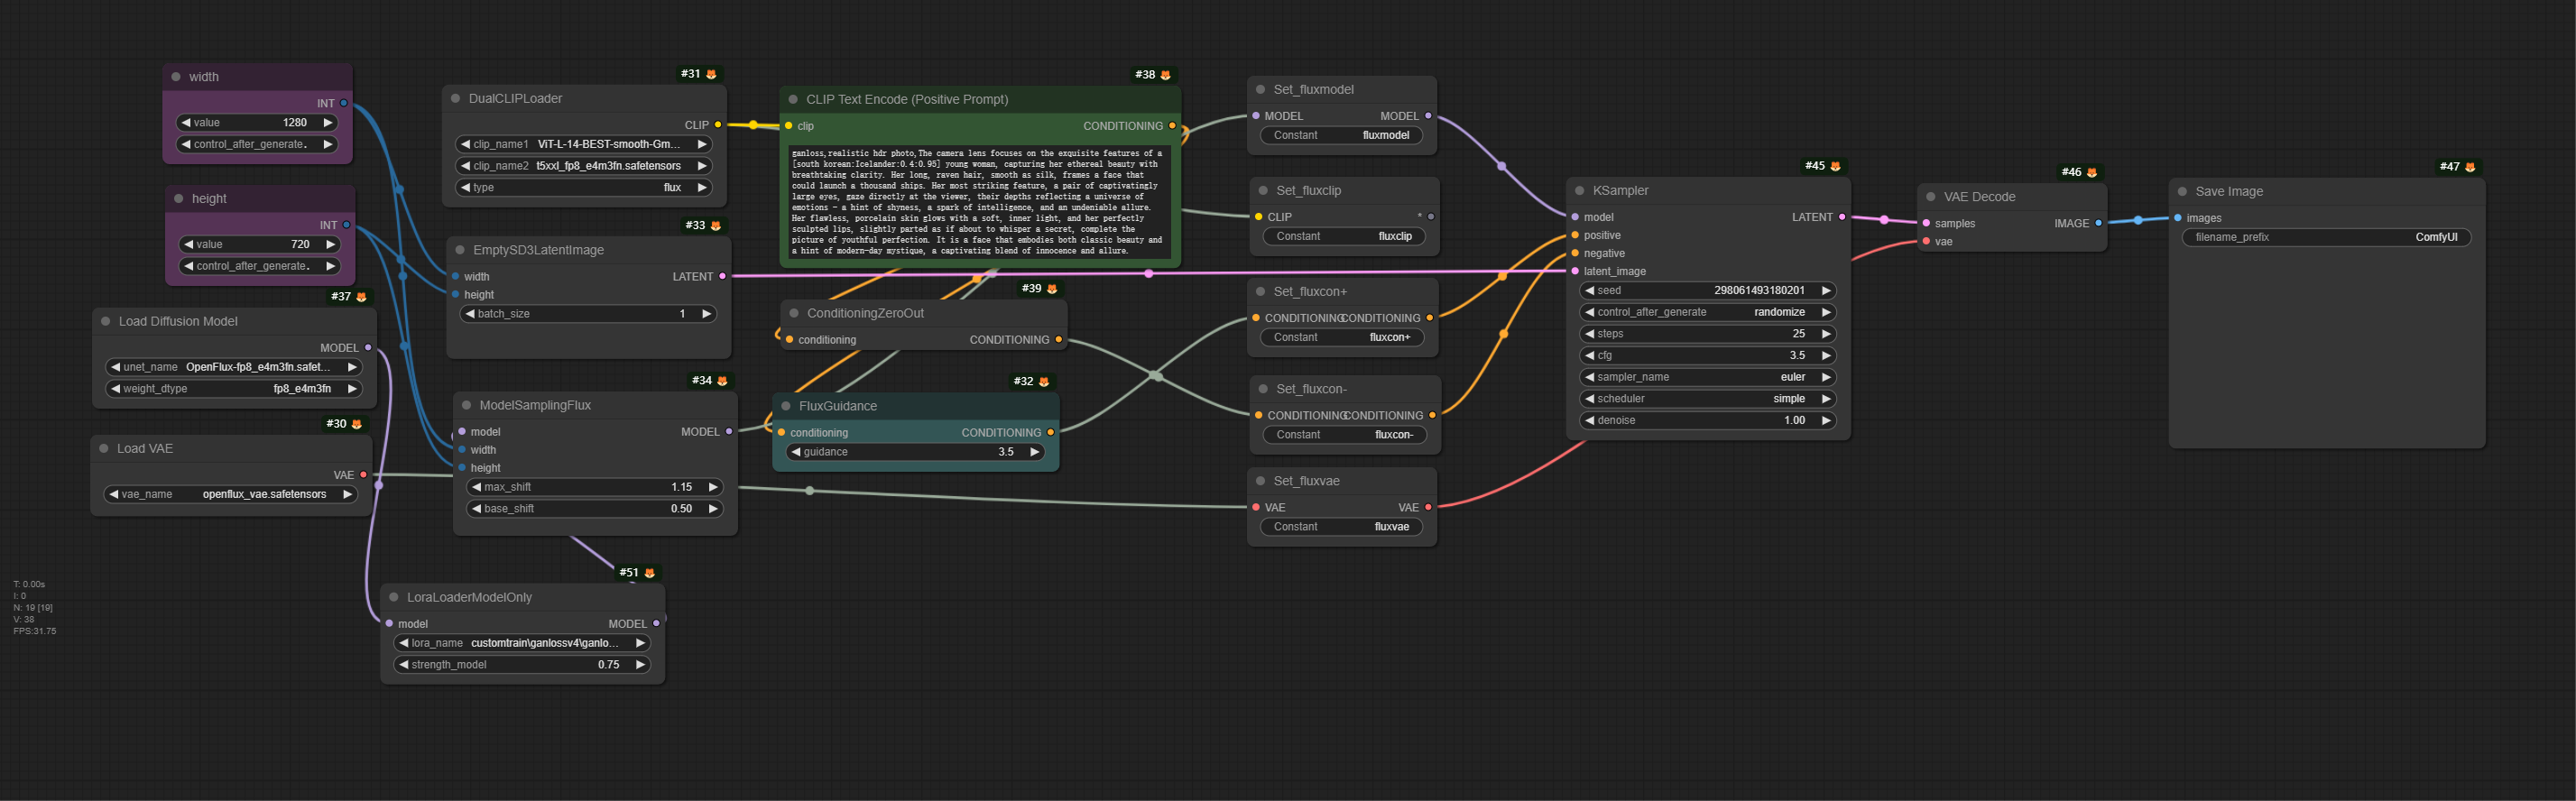 width
INT
value 1280
control_after_generate.
height
INT
value 720
control_after_generate.
#37
Load Diffusion Model
MODEL
unet_name OpenFlux-fp8_e4m3fn.safet...
weight_dtype fp8_e4m3fn
#30
Load VAE
VAE
vae_name openflux_vae.safetensors
#31
DualCLIPLoader
CLIP
clip_name1 ViT-L-14-BEST-smooth-Gm...
clip_name2 t5xxl_fp8_e4m3fn.safetensors
type flux
#33
EmptySD3LatentImage
width LATENT
height
batch_size 1
#34
ModelSamplingFlux
model MODEL
width
height
max_shift 1.15
base_shift 0.50
#51
LoraLoaderModelOnly
model MODEL
lora_name customtrain\ganlossv4\ganlo...
strength_model 0.75
#38
CLIP Text Encode (Positive Prompt)
clip CONDITIONING
ganloss,realistic hdr photo,The camera lens focuses on the exquisite features of a
[south korean:Icelander:0.4:0.95] young woman, capturing her ethereal beauty with
breathtaking clarity. Her long, raven hair, smooth as silk, frames a face that
could launch a thousand ships. Her most striking feature, a pair of captivatingly
large eyes, gaze directly at the viewer, their depths reflecting a universe of
emotions - a hint of shyness, a spark of intelligence, and an undeniable allure.
Her flawless, porcelain skin glows with a soft, inner light, and her perfectly
sculpted lips, slightly parted as if about to whisper a secret, complete the
picture of youthful perfection. It is a face that embodies both classic beauty and
a hint of modern-day mystique, a captivating blend of innocence and allure.
#39
ConditioningZeroOut
conditioning CONDITIONING
#32
FluxGuidance
conditioning CONDITIONING
guidance 3.5
Set_fluxmodel
MODEL MODEL
Constant fluxmodel
Set_fluxclip
CLIP *
Constant fluxclip
Set_fluxcon+
CONDITIONING CONDITIONING
Constant fluxcon+
Set_fluxcon-
CONDITIONING CONDITIONING
Constant fluxcon-
Set_fluxvae
VAE VAE
Constant fluxvae
#45
KSampler
model LATENT
positive
negative
latent_image
seed 298061493180201
control_after_generate randomize
steps 25
cfg 3.5
sampler_name euler
scheduler simple
denoise 1.00
#46
VAE Decode
samples IMAGE
vae
#47
Save Image
images
filename_prefix ComfyUI
T: 0.00s
I: 0
N: 19 [19]
V: 38
FPS:31.75